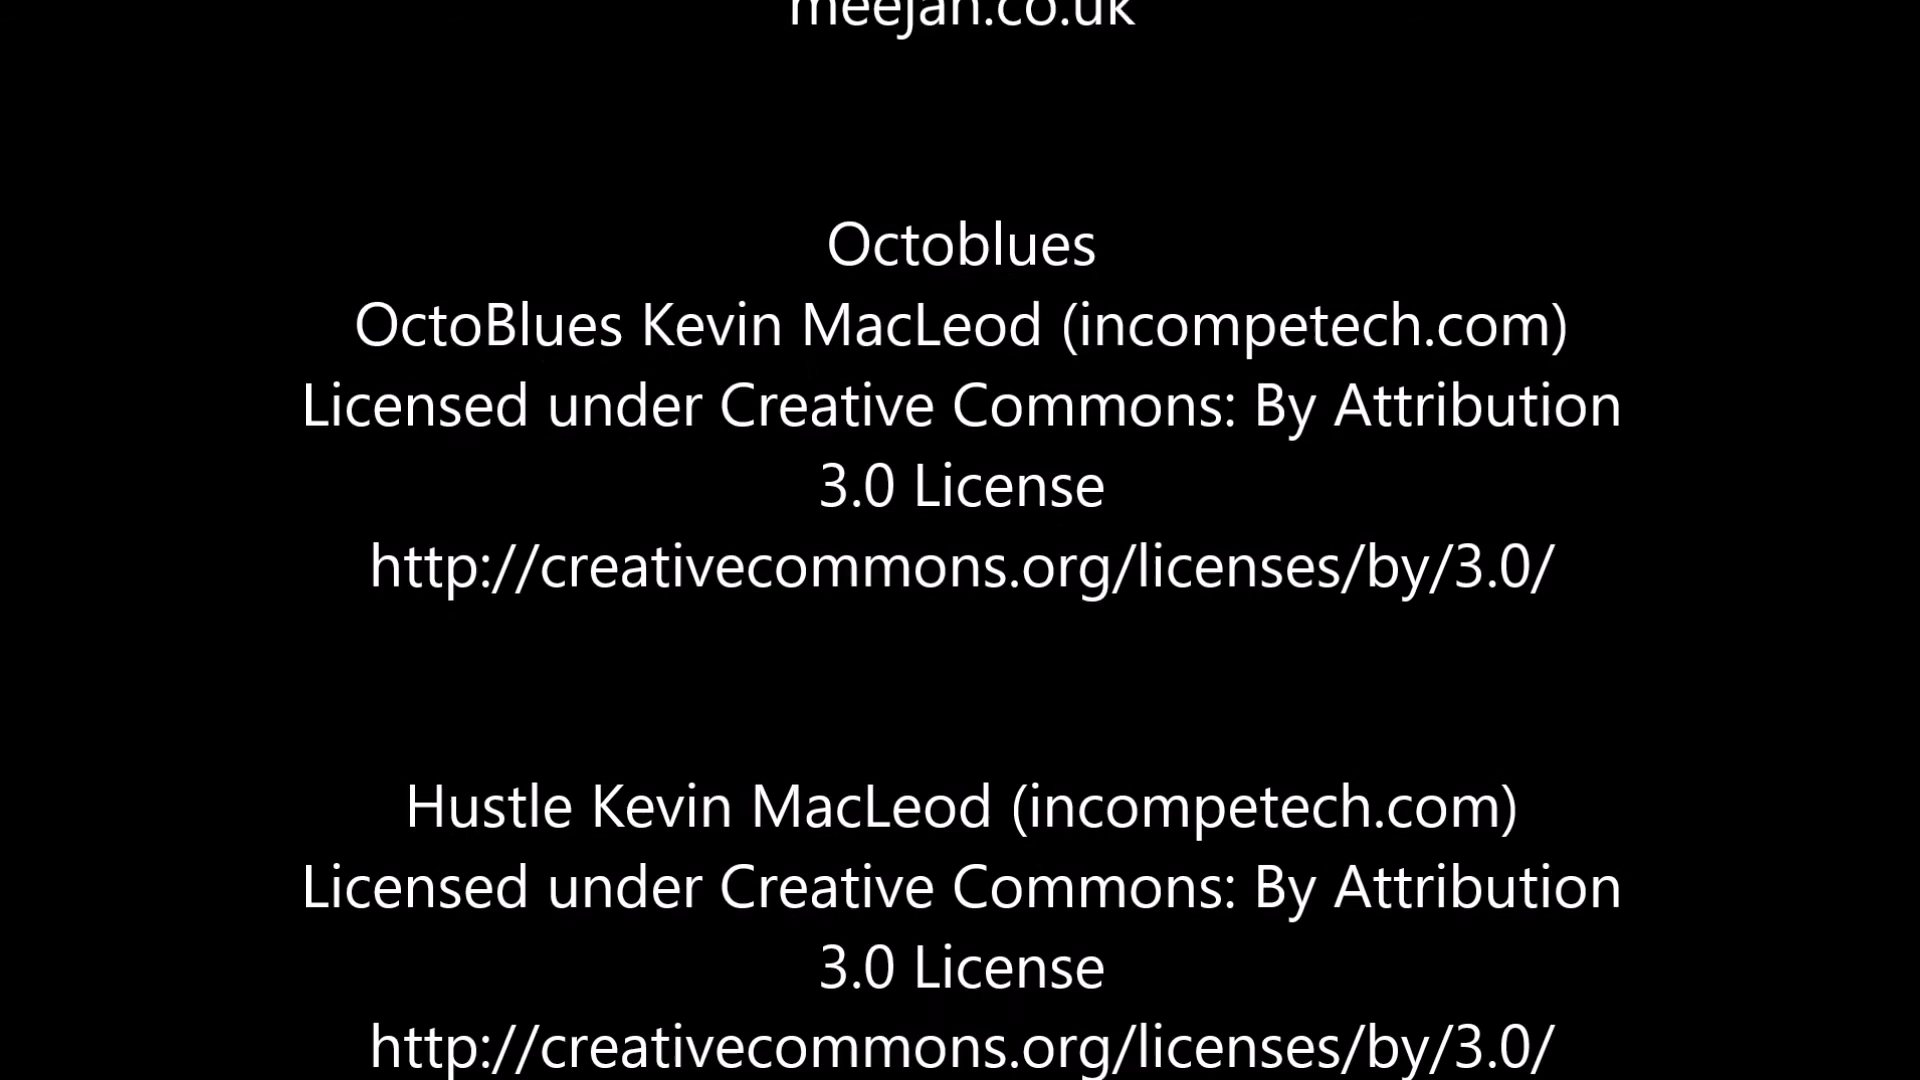 meejah.co.uk
Octoblues
OctoBlues Kevin MacLeod (incompetech.com)
Licensed under Creative Commons: By Attribution
3.0 License
http://creativecommons.org/licenses/by/3.0/
Hustle Kevin MacLeod (incompetech.com)
Licensed under Creative Commons: By Attribution
3.0 License
http://creativecommons.org/licenses/by/3.0/